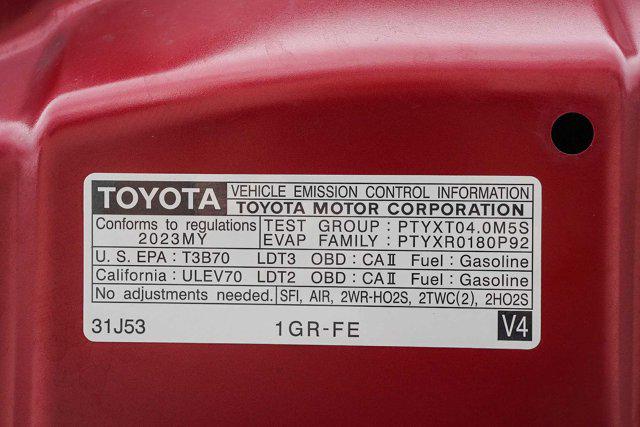 TOYOTA VEHICLE EMISSION CONTROL INFORMATION
TOYOTA MOTOR CORPORATION
Conforms to regulations TEST GROUP : PTYXT04.0M5S
2023MY EVAP FAMILY : PTYXR0180P92
U.S. EPA : T3B70 LDT3 OBD : CAⅡ Fuel : Gasoline
California : ULEV70 LDT2 OBD : CAⅡ Fuel : Gasoline
No adjustments needed. SFI, AIR, 2WR-HO2S, 2TWC(2), 2HO2S
31J53 1GR-FE V4